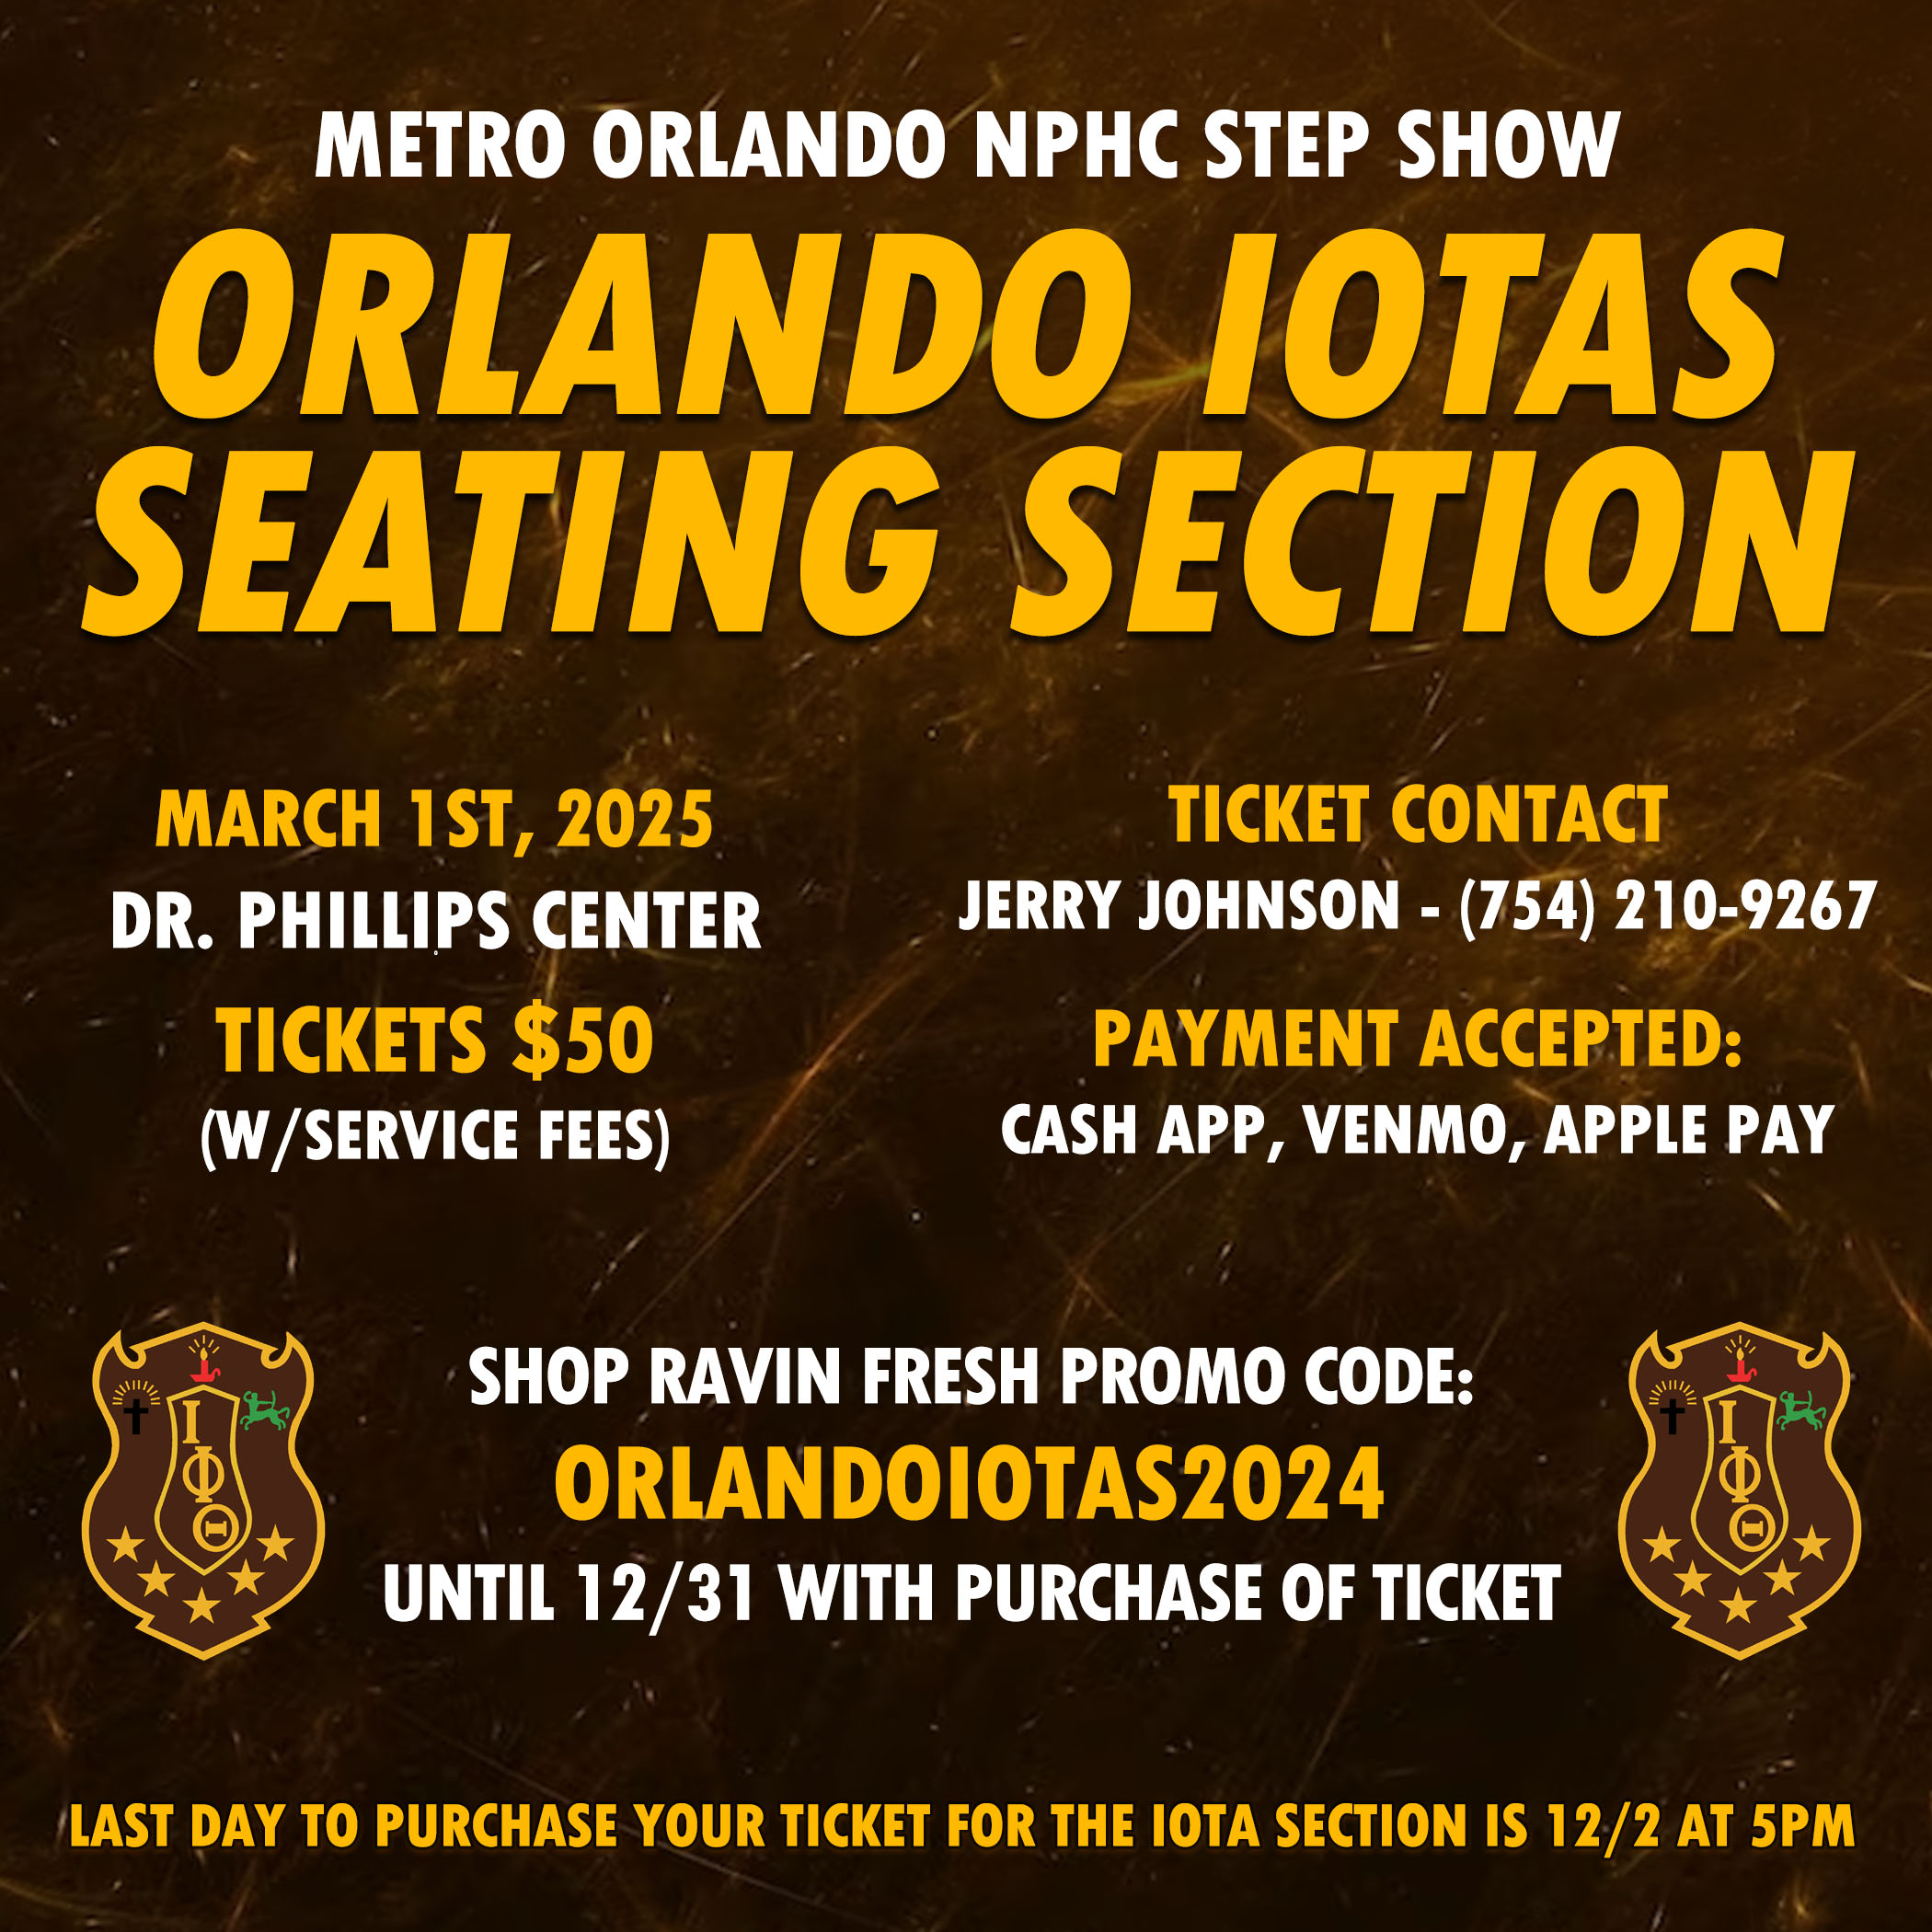 METRO ORLANDO NPHC STEP SHOW
ORLANDO IOTAS
SEATING SECTION
MARCH 1ST, 2025
DR. PHILLIPS CENTER
TICKETS $50
(W/SERVICE FEES)
TICKET CONTACT
JERRY JOHNSON - (754) 210-9267
PAYMENT ACCEPTED:
CASH APP, VENMO, APPLE PAY
SHOP RAVIN FRESH PROMO CODE:
ORLANDOIOTAS2024
UNTIL 12/31 WITH PURCHASE OF TICKET
Ι
Φ
Θ
Ι
Φ
Θ
LAST DAY TO PURCHASE YOUR TICKET FOR THE IOTA SECTION IS 12/2 AT 5PM